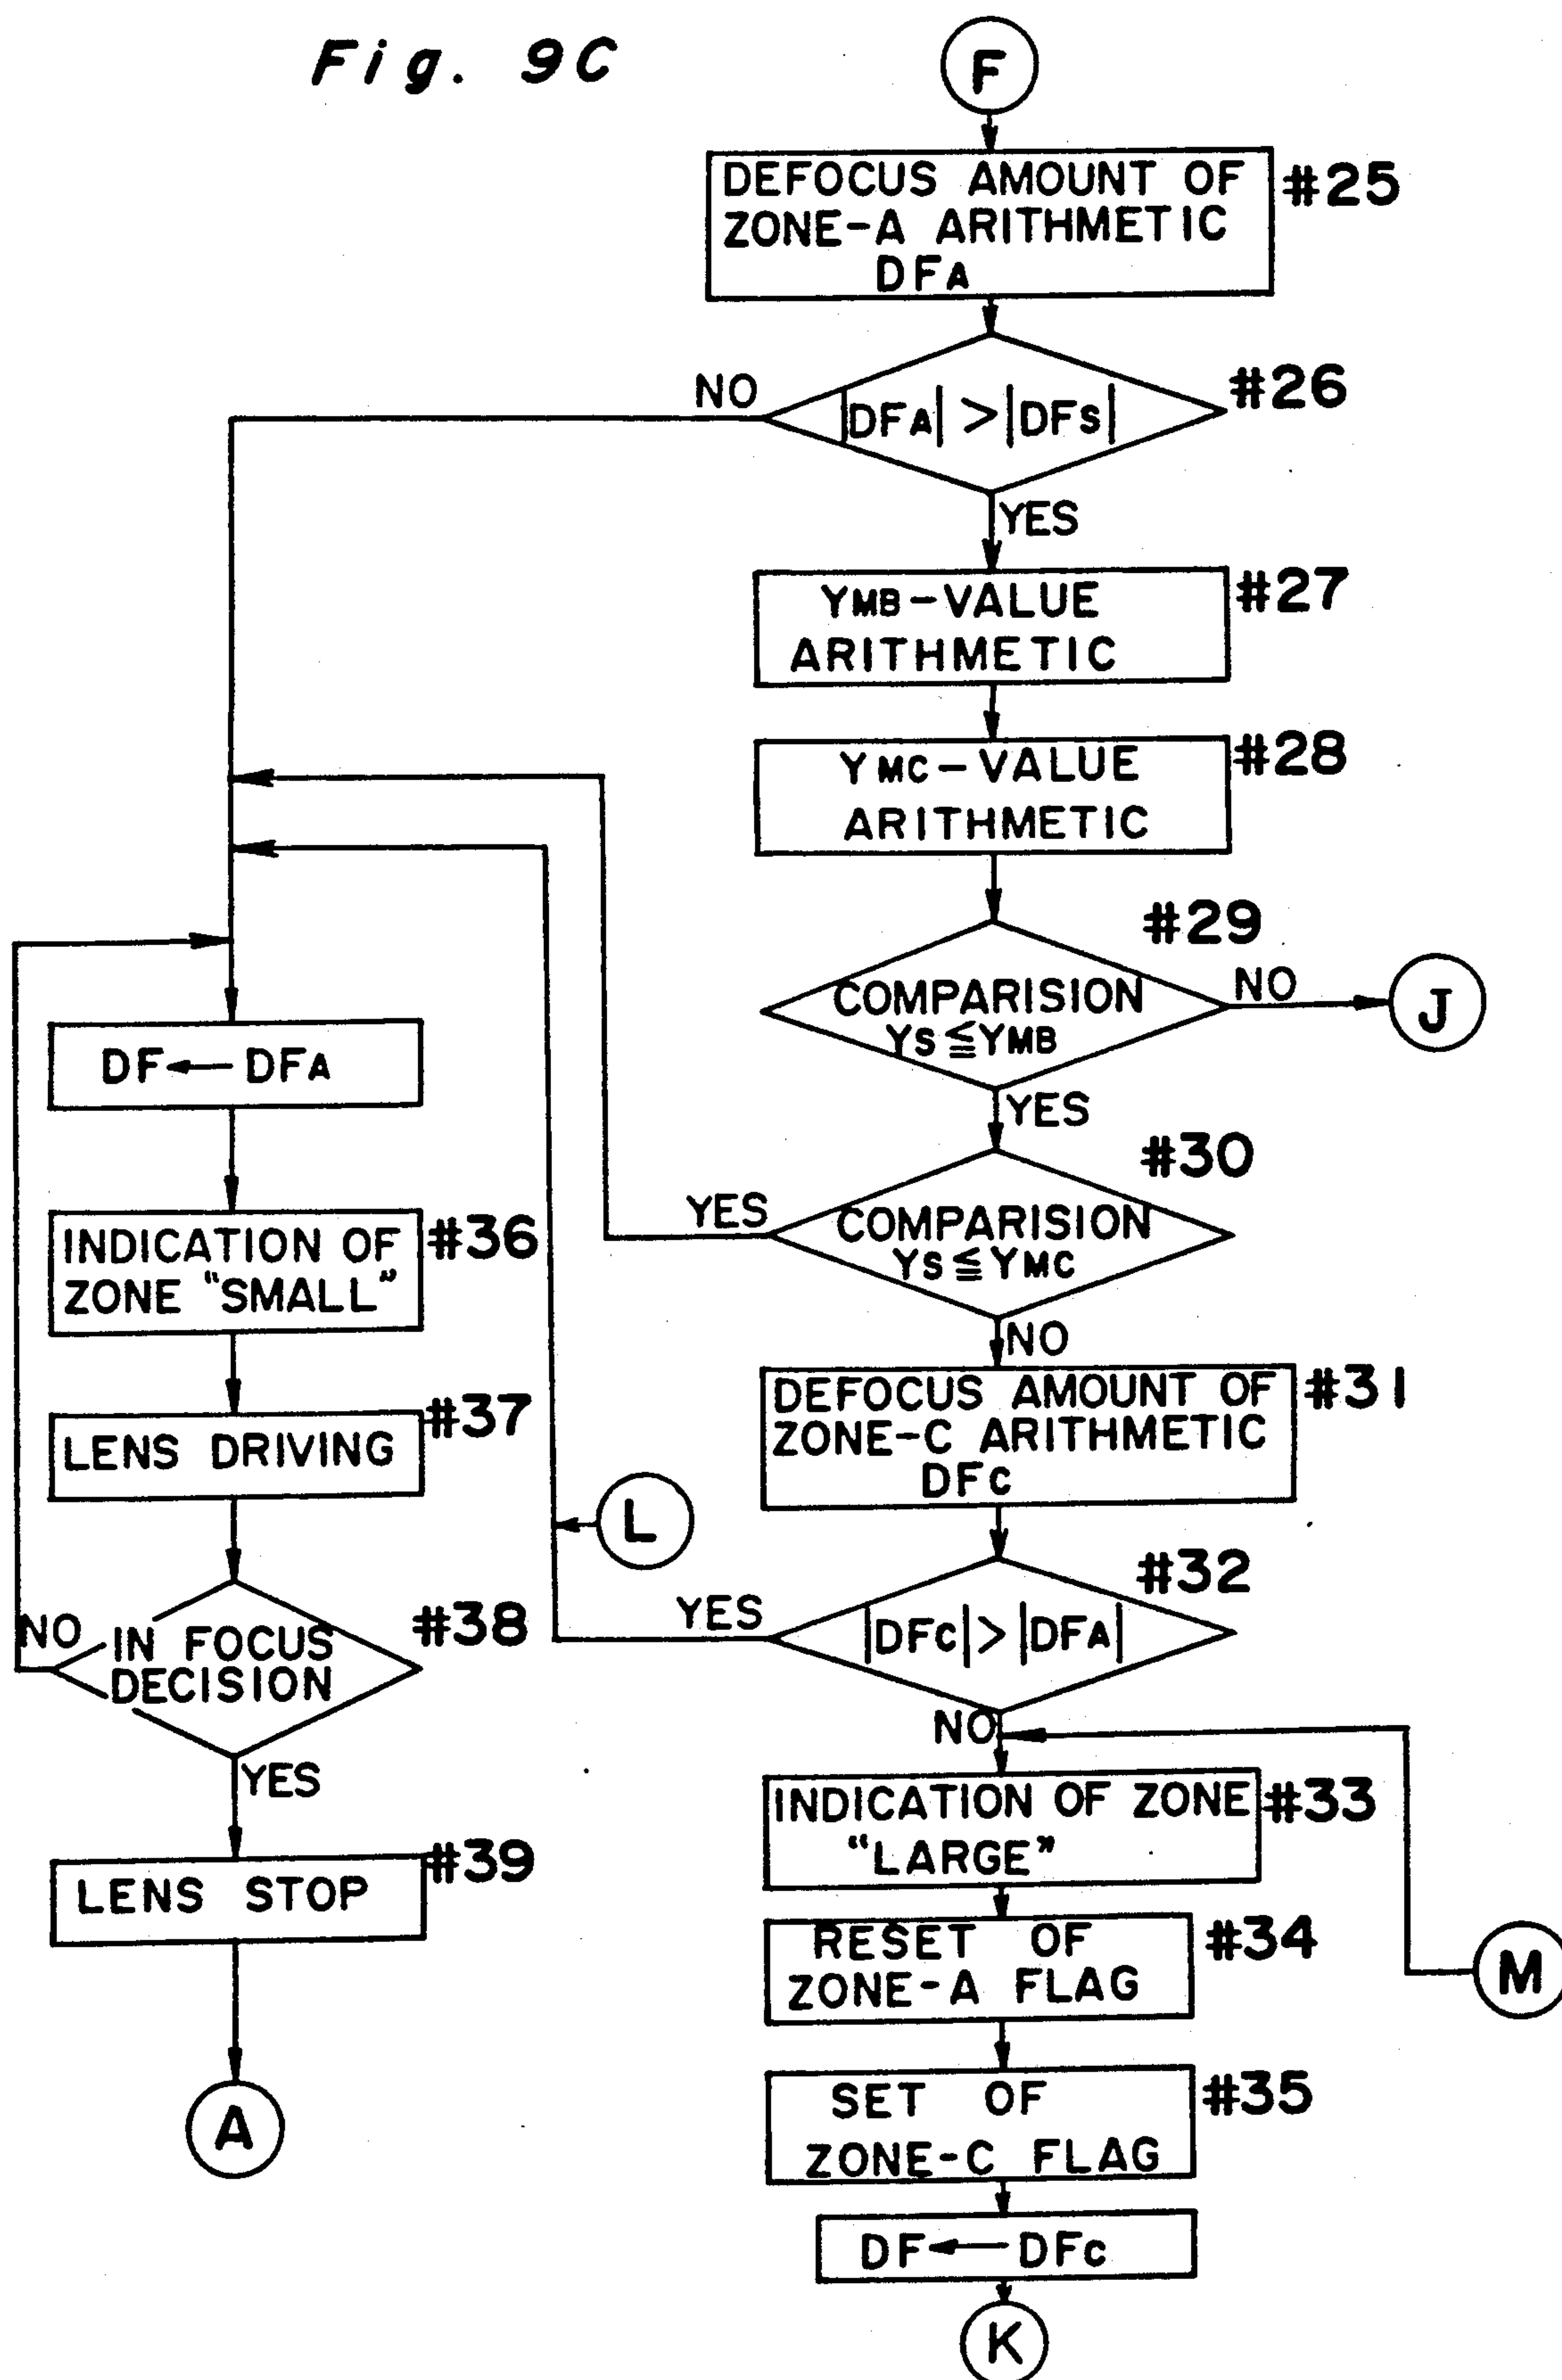 Fig. 9C
F
DEFOCUS AMOUNT OF
ZONE-A ARITHMETIC
DFA
#25
|DFA| > |DFS|
#26
NO
YES
YMB-VALUE
ARITHMETIC
#27
YMC-VALUE
ARITHMETIC
#28
#29
COMPARISION
YS≦YMB
NO
J
YES
#30
COMPARISION
YS≦YMC
YES
NO
DEFOCUS AMOUNT OF
ZONE-C ARITHMETIC
DFC
#31
L
#32
|DFC| > |DFA|
YES
NO
INDICATION OF ZONE
"LARGE"
#33
M
RESET OF
ZONE-A FLAG
#34
SET OF
ZONE-C FLAG
#35
DF←DFC
K
DF←DFA
INDICATION OF
ZONE "SMALL"
#36
LENS DRIVING
#37
IN FOCUS
DECISION
#38
NO
YES
LENS STOP
#39
A